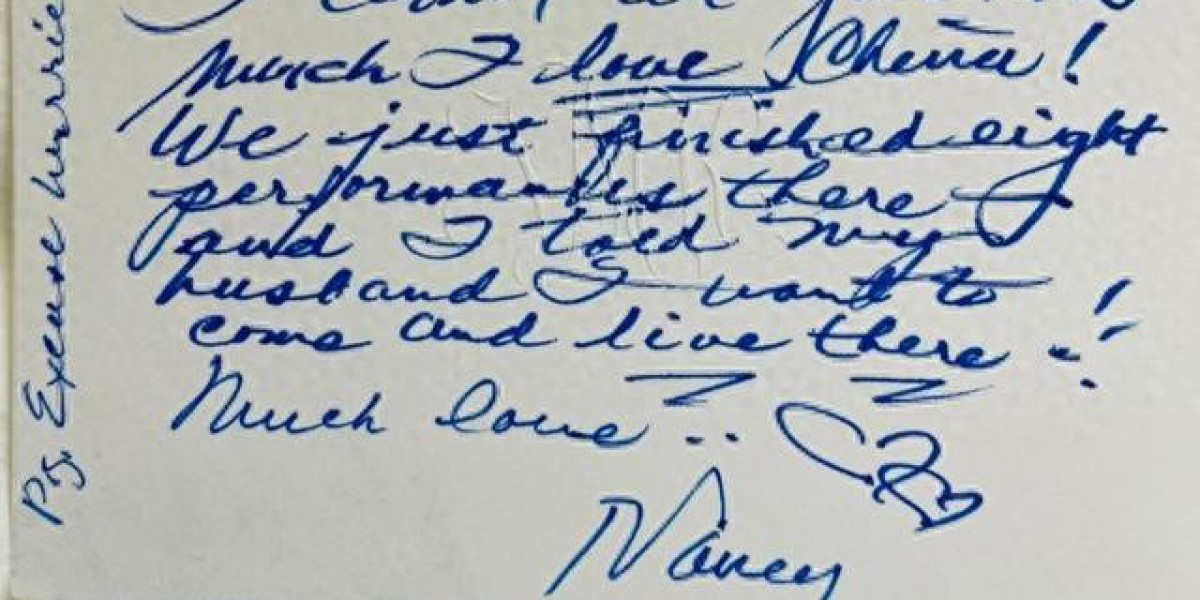 I
much I love China!
We just finished eight
performances there
and I told my
husband I want to
come and live there..!
Much love..
Nancy
P.S. Excuse hurrie